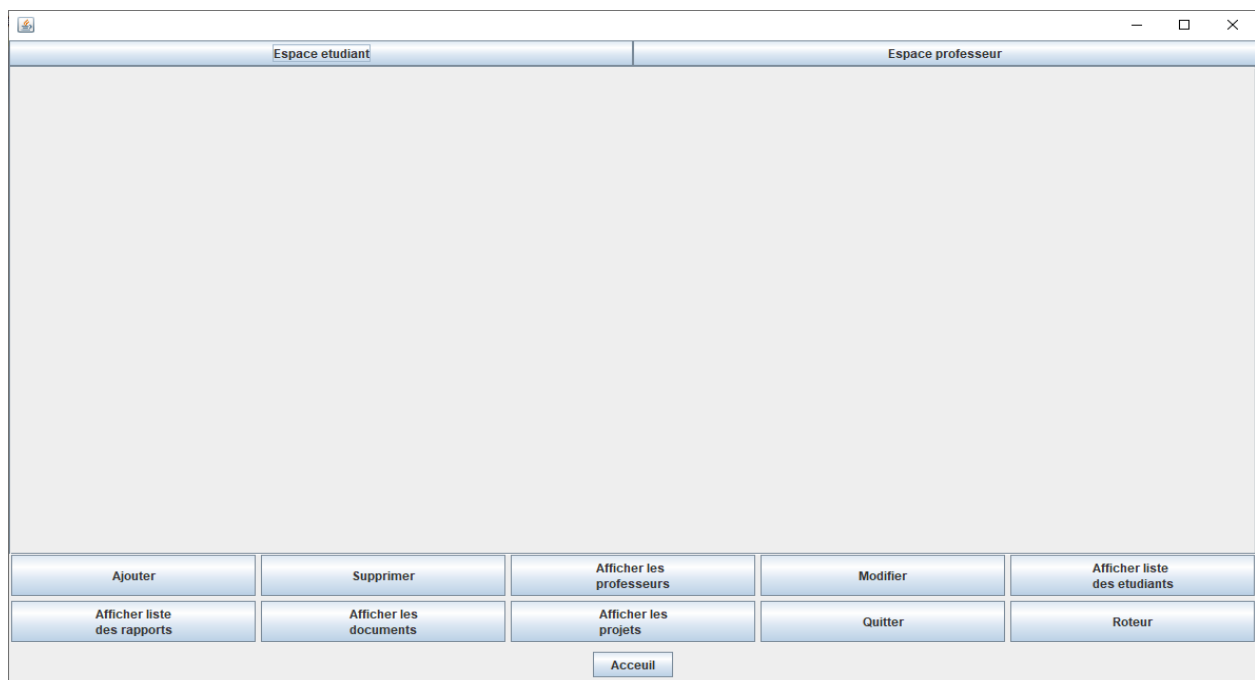 Espace etudiant
Espace professeur
Ajouter
Supprimer
Afficher les
professeurs
Modifier
Afficher liste
des etudiants
Afficher liste
des rapports
Afficher les
documents
Afficher les
projets
Quitter
Roteur
Acceuil